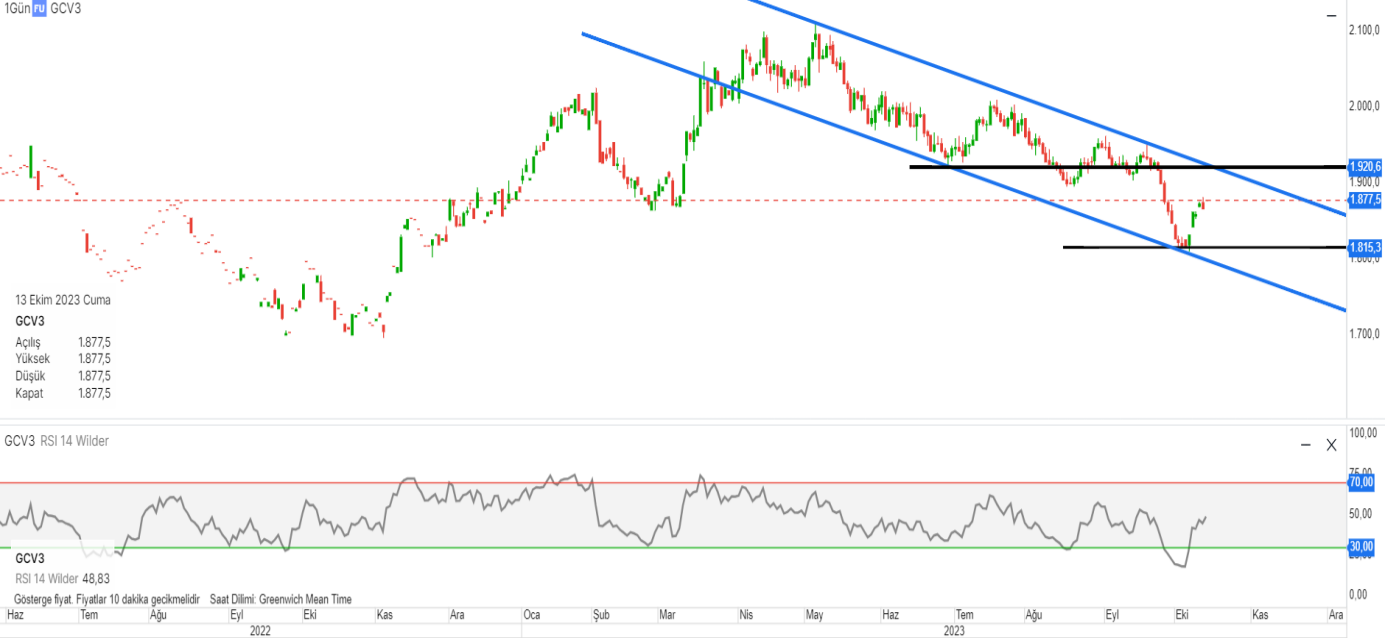 1Gün FU GCV3
2.100,0
2.000,0
1.920,6
1.900,0
1.877,5
1.815,3
1.800,0
1.700,0
13 Ekim 2023 Cuma
GCV3
Açılış 1.877,5
Yüksek 1.877,5
Düşük 1.877,5
Kapat 1.877,5
GCV3 RSI 14 Wilder
100,00
75,00
70,00
50,00
30,00
0,00
GCV3
RSI 14 Wilder 48,83
Gösterge fiyat. Fiyatlar 10 dakika gecikmelidir Saat Dilimi: Greenwich Mean Time
Haz Tem Ağu Eyl Eki Kas Ara Oca Şub Mar Nis May Haz Tem Ağu Eyl Eki Kas Ara
2022 2023